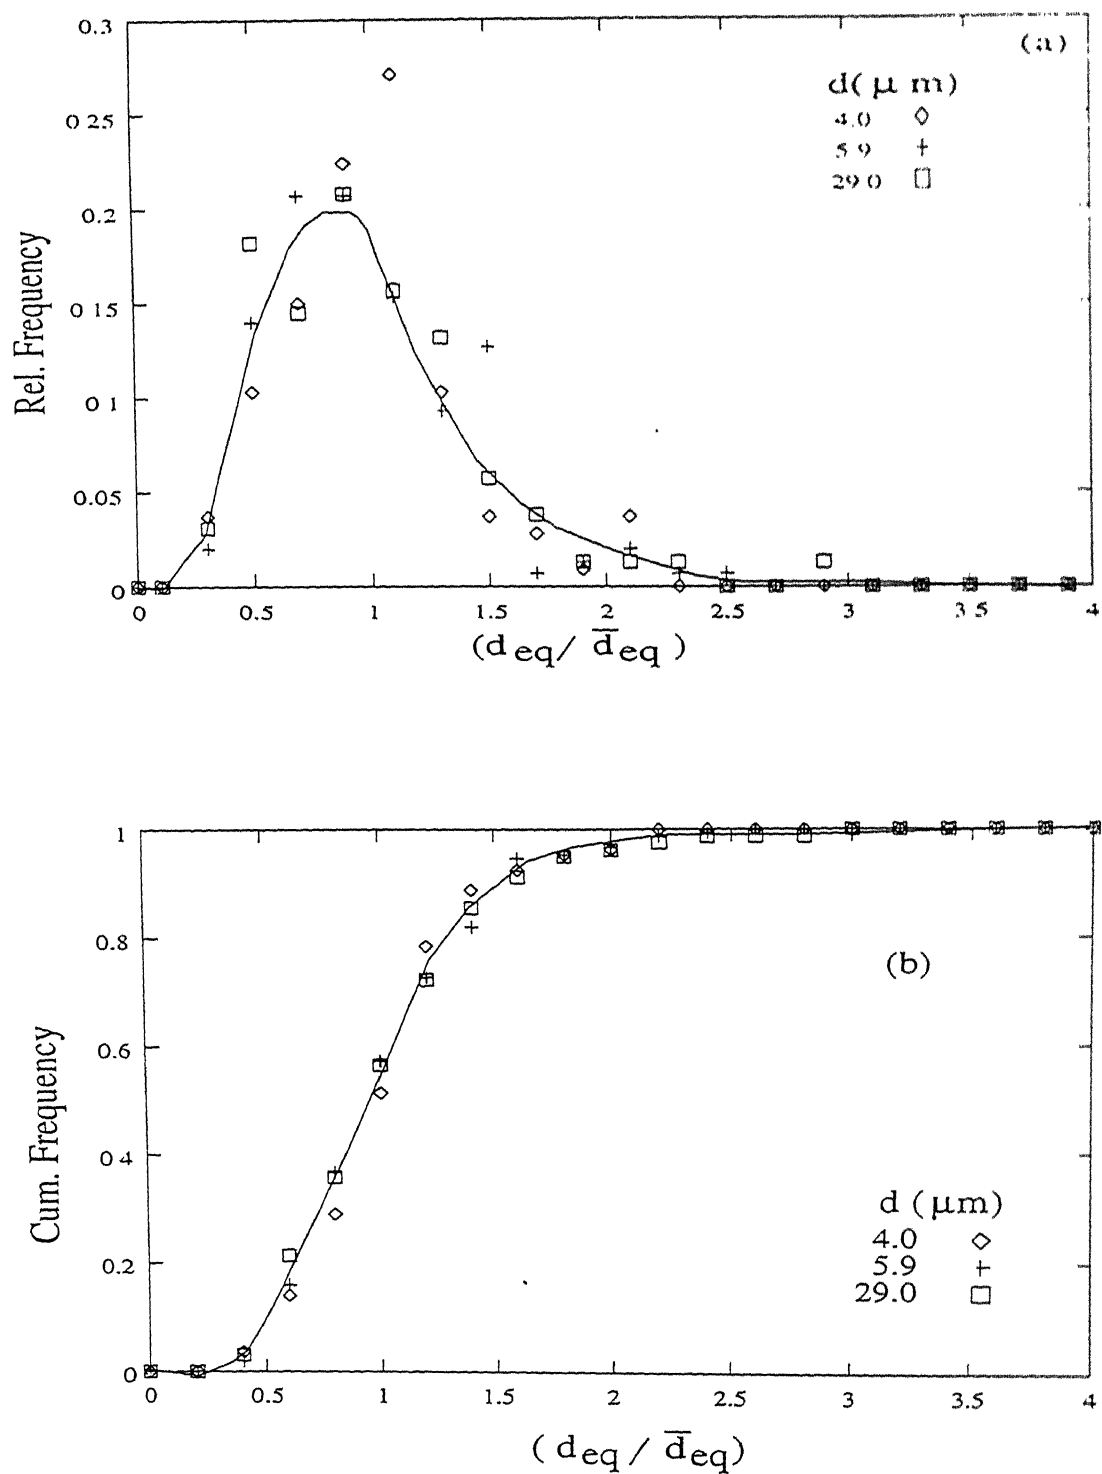 0.3
(a)
d( μ m)
0 25
4.0
5 9
29 0
0.2
Rel. Frequency
0 15
0 1
0.05
0
0 0.5 1 1.5 2 2.5 3 3 5 4
(d eq / d̅ eq )
1
0.8
(b)
Cum. Frequency
0.6
0 4
d (μm)
4.0
5.9
29.0
0.2
0
0 0.5 1 1.5 2 2.5 3 3.5 4
( d eq / d̅ eq)